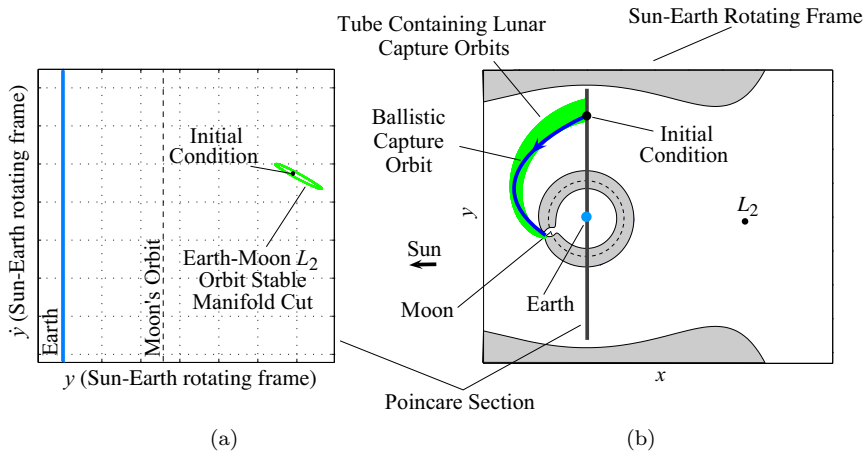 Tube Containing Lunar
Capture Orbits
Sun-Earth Rotating Frame
Initial
Condition
Earth-Moon L2
Orbit Stable
Manifold Cut
Earth
Moon's Orbit
ẏ (Sun-Earth rotating frame)
y (Sun-Earth rotating frame)
Ballistic
Capture
Orbit
Initial
Condition
y
L2
Sun
Moon
Earth
x
Poincare Section
(a)
(b)